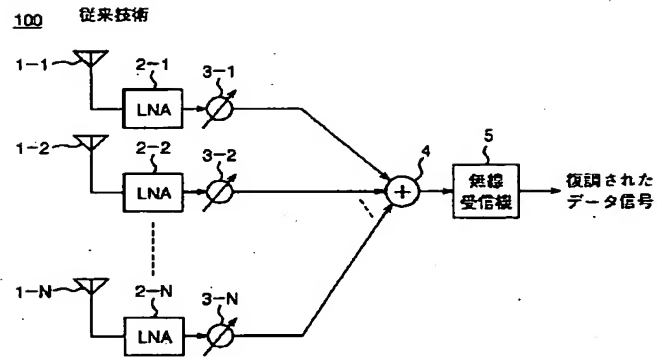 100 従来技術
1-1
2-1
3-1
LNA
1-2
2-2
3-2
LNA
4
+
5
無線
受信機
復調された
データ信号
1-N
2-N
3-N
LNA